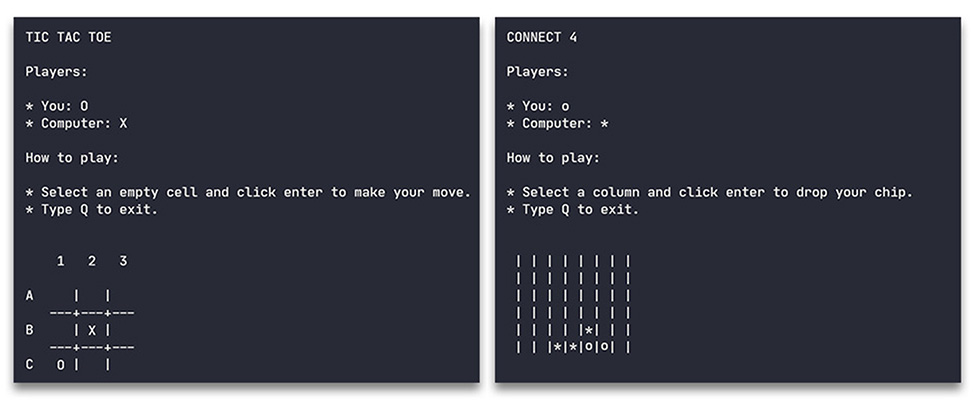 TIC TAC TOE
Players:
* You: O
* Computer: X
How to play:
* Select an empty cell and click enter to make your move.
* Type Q to exit.
1   2   3
A     |   |
   ---+---+---
B     | X |
   ---+---+---
C   O |   |
CONNECT 4
Players:
* You: o
* Computer: *
How to play:
* Select a column and click enter to drop your chip.
* Type Q to exit.
| | | | | | | |
| | | | | | | |
| | | | | | | |
| | | | | | | |
| | | | |*| | |
| | |*|*|o|o| |